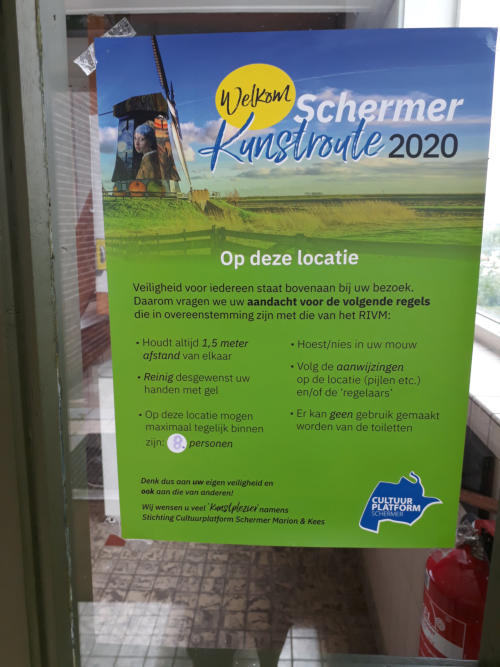 Welkom
Schermer
Kunstroute 2020
Op deze locatie
Veiligheid voor iedereen staat bovenaan bij uw bezoek.
Daarom vragen we uw aandacht voor de volgende regels
die in overeenstemming zijn met die van het RIVM:
• Houdt altijd 1,5 meter
afstand van elkaar
• Reinig desgewenst uw
handen met gel
• Op deze locatie mogen
maximaal tegelijk binnen
zijn: 8. personen
• Hoest/nies in uw mouw
• Volg de aanwijzingen
op de locatie (pijlen etc.)
en/of de 'regelaars'
• Er kan geen gebruik gemaakt
worden van de toiletten
Denk dus aan uw eigen veiligheid en
ook aan die van anderen!
Wij wensen u veel 'Kunstplezier' namens
Stichting Cultuurplatform Schermer Marion & Kees
CULTUUR
PLATFORM
SCHERMER